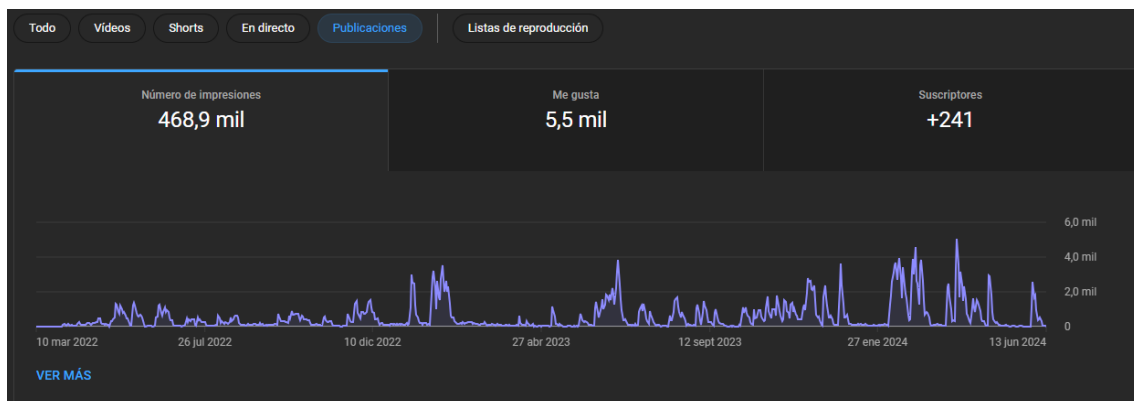 Todo Vídeos Shorts En directo Publicaciones Listas de reproducción
Número de impresiones Me gusta Suscriptores
468,9 mil 5,5 mil +241
6,0 mil
4,0 mil
2,0 mil
0
10 mar 2022 26 jul 2022 10 dic 2022 27 abr 2023 12 sept 2023 27 ene 2024 13 jun 2024
VER MÁS